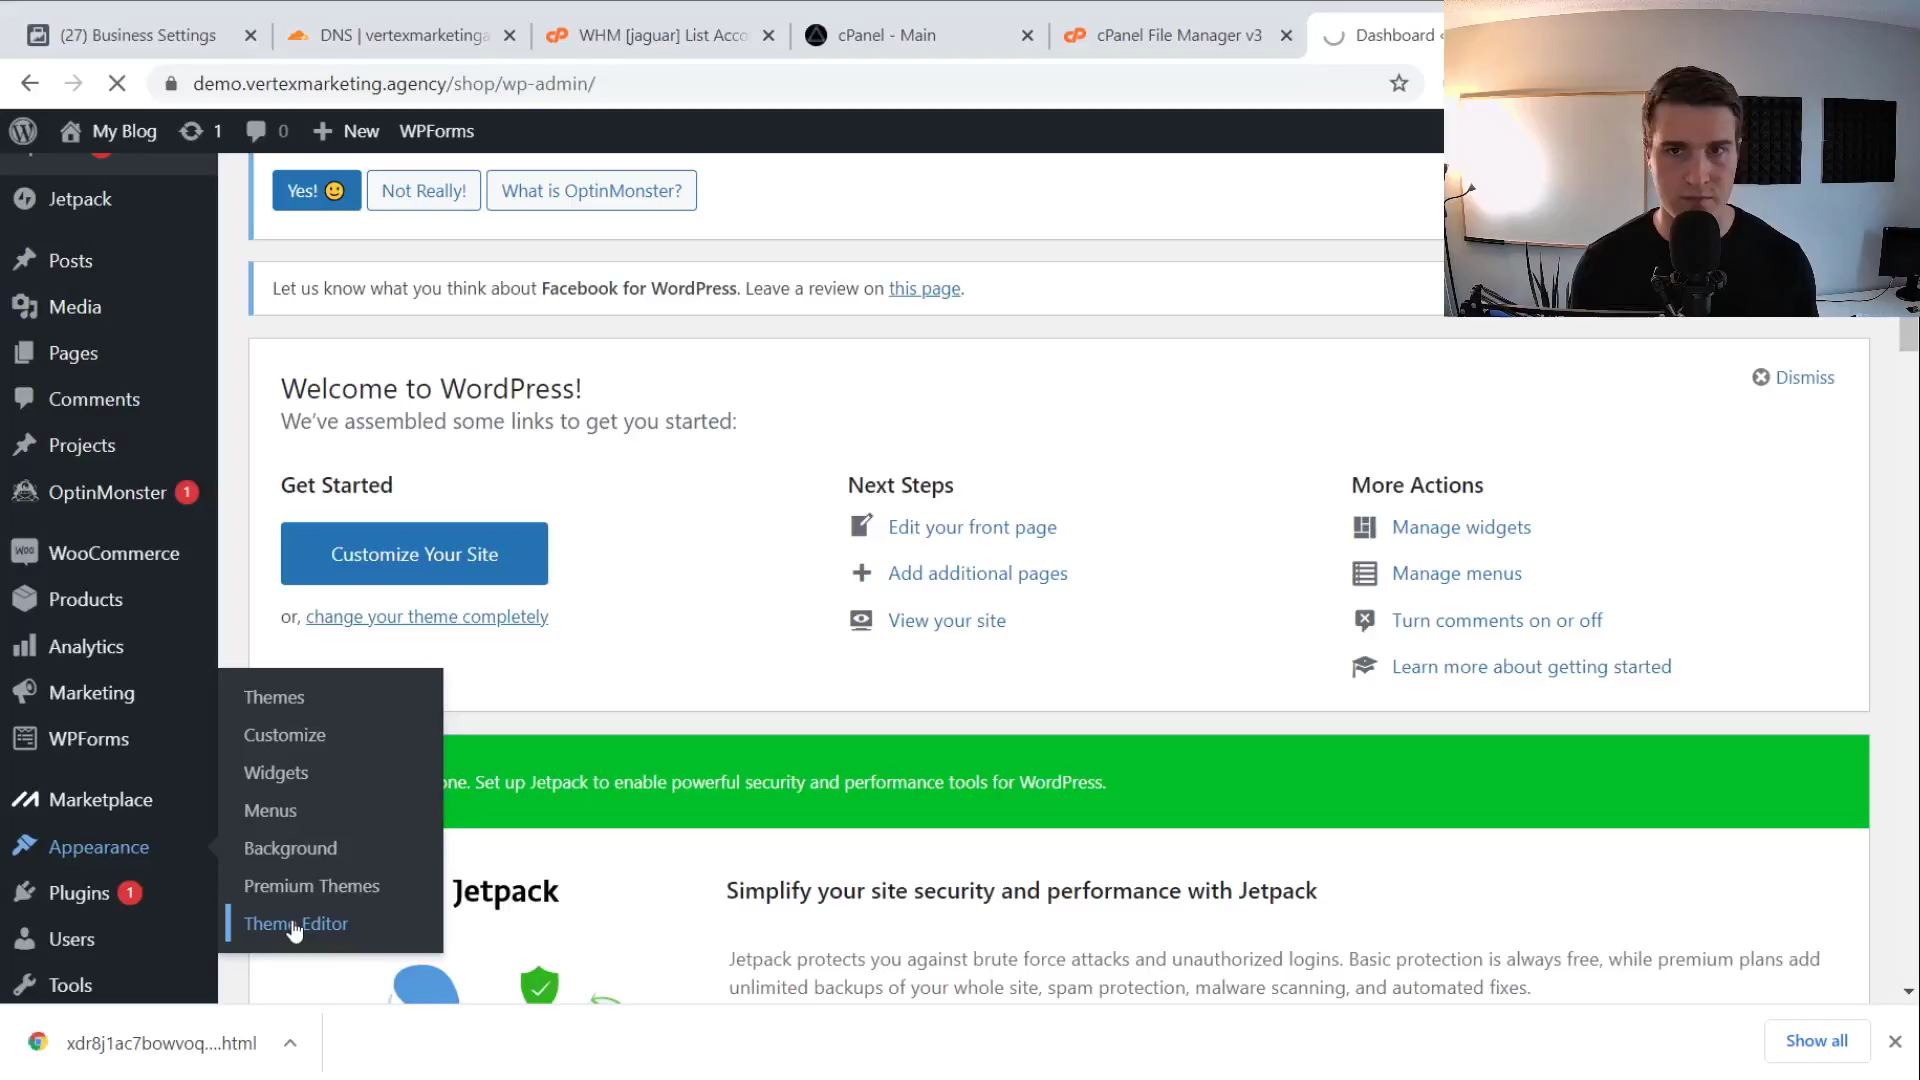 (27) Business Settings
DNS | vertexmarketinga
WHM [jaguar] List Acco
cPanel - Main
cPanel File Manager v3
Dashboard
demo.vertexmarketing.agency/shop/wp-admin/
My Blog
1
0
New
WPForms
Jetpack
Posts
Media
Pages
Comments
Projects
OptinMonster 1
WooCommerce
Products
Analytics
Marketing
WPForms
Marketplace
Appearance
Plugins 1
Users
Tools
Themes
Customize
Widgets
Menus
Background
Premium Themes
Theme Editor
Yes!
Not Really!
What is OptinMonster?
Let us know what you think about Facebook for WordPress. Leave a review on this page.
Welcome to WordPress!
Dismiss
We've assembled some links to get you started:
Get Started
Customize Your Site
or, change your theme completely
Next Steps
Edit your front page
Add additional pages
View your site
More Actions
Manage widgets
Manage menus
Turn comments on or off
Learn more about getting started
one. Set up Jetpack to enable powerful security and performance tools for WordPress.
Jetpack
Simplify your site security and performance with Jetpack
Jetpack protects you against brute force attacks and unauthorized logins. Basic protection is always free, while premium plans add
unlimited backups of your whole site, spam protection, malware scanning, and automated fixes.
xdr8j1ac7bowvoq....html
Show all